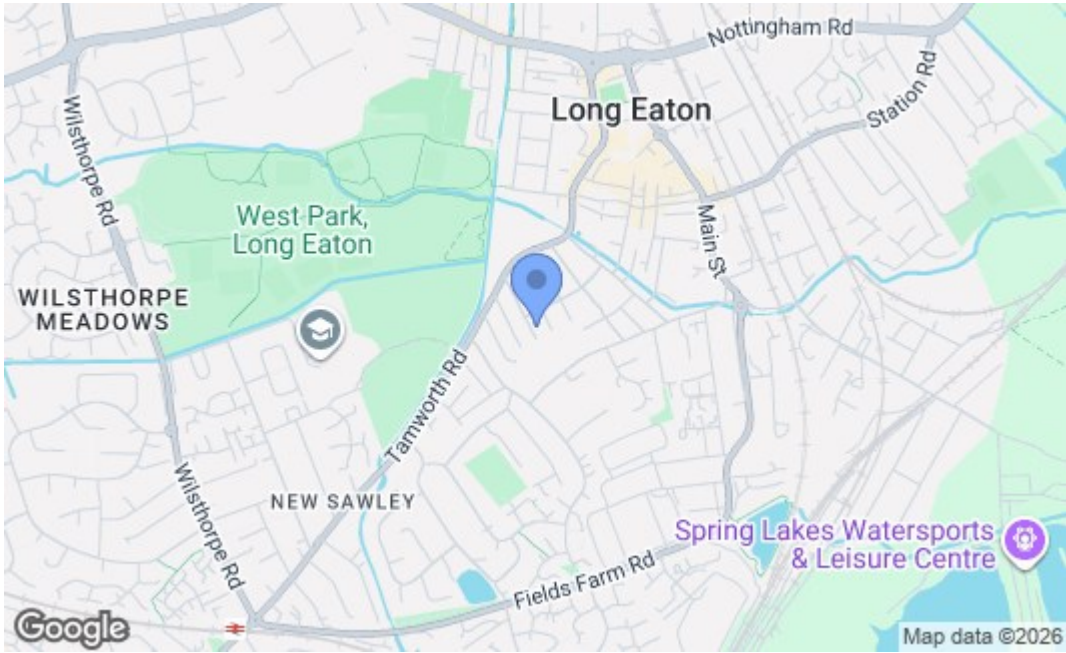 Nottingham Rd
Long Eaton
Station Rd
Wilsthorpe Rd
West Park,
Long Eaton
Main St
WILSTHORPE
MEADOWS
Tamworth Rd
NEW SAWLEY
Wilsthorpe Rd
Spring Lakes Watersports
& Leisure Centre
Fields Farm Rd
Google
Map data ©2026